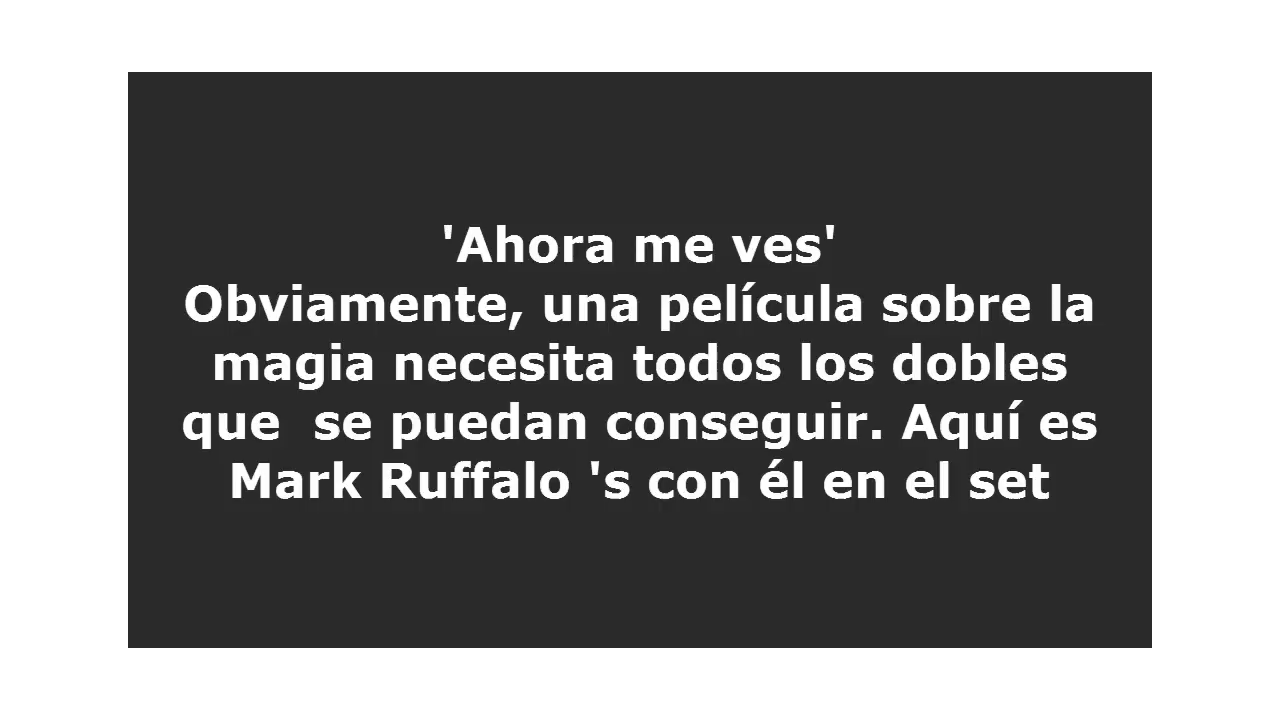 'Ahora me ves'
Obviamente, una película sobre la
magia necesita todos los dobles
que  se puedan conseguir. Aquí es
Mark Ruffalo 's con él en el set